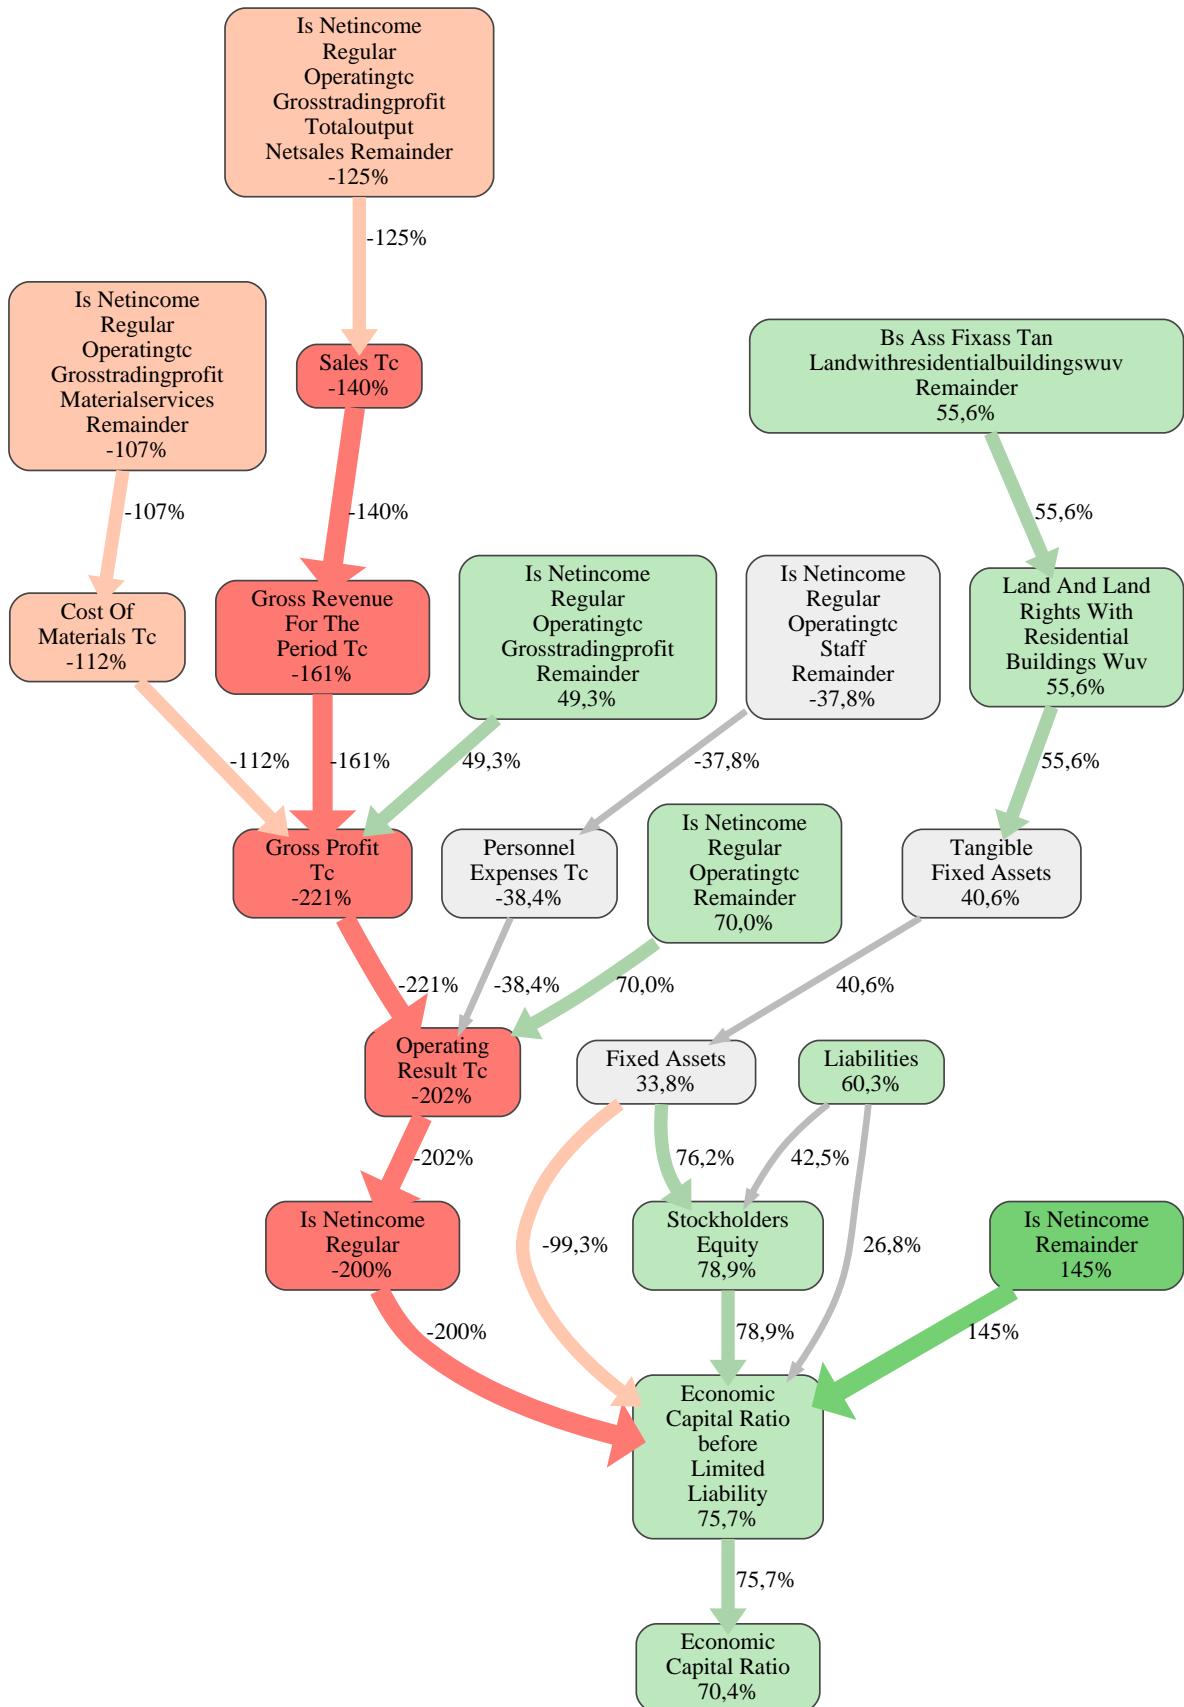 Is Netincome
Regular
Operatingtc
Grosstradingprofit
Totaloutput
Netsales Remainder
-125%
-125%
Is Netincome
Regular
Operatingtc
Grosstradingprofit
Materialservices
Remainder
-107%
Sales Tc
-140%
Bs Ass Fixass Tan
Landwithresidentialbuildingswuv
Remainder
55,6%
-107%
-140%
55,6%
Cost Of
Materials Tc
-112%
Gross Revenue
For The
Period Tc
-161%
Is Netincome
Regular
Operatingtc
Grosstradingprofit
Remainder
49,3%
Is Netincome
Regular
Operatingtc
Staff
Remainder
-37,8%
Land And Land
Rights With
Residential
Buildings Wuv
55,6%
-112%
-161%
49,3%
-37,8%
55,6%
Gross Profit
Tc
-221%
Personnel
Expenses Tc
-38,4%
Is Netincome
Regular
Operatingtc
Remainder
70,0%
Tangible
Fixed Assets
40,6%
-221%
-38,4%
70,0%
40,6%
Operating
Result Tc
-202%
Fixed Assets
33,8%
Liabilities
60,3%
-202%
76,2%
42,5%
Is Netincome
Regular
-200%
-99,3%
Stockholders
Equity
78,9%
26,8%
Is Netincome
Remainder
145%
-200%
78,9%
145%
Economic
Capital Ratio
before
Limited
Liability
75,7%
75,7%
Economic
Capital Ratio
70,4%